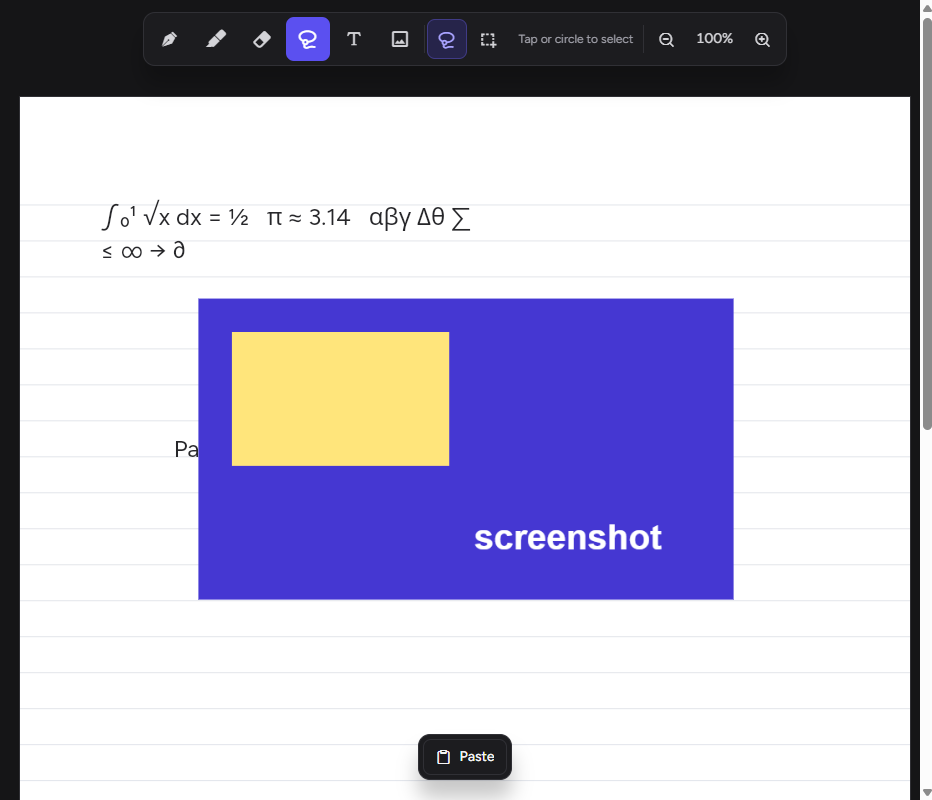 Tap or circle to select
100%
∫₀¹ √x dx = ½ π ≈ 3.14 αβγ Δθ ∑
≤ ∞ → ∂
Pa
screenshot
Paste